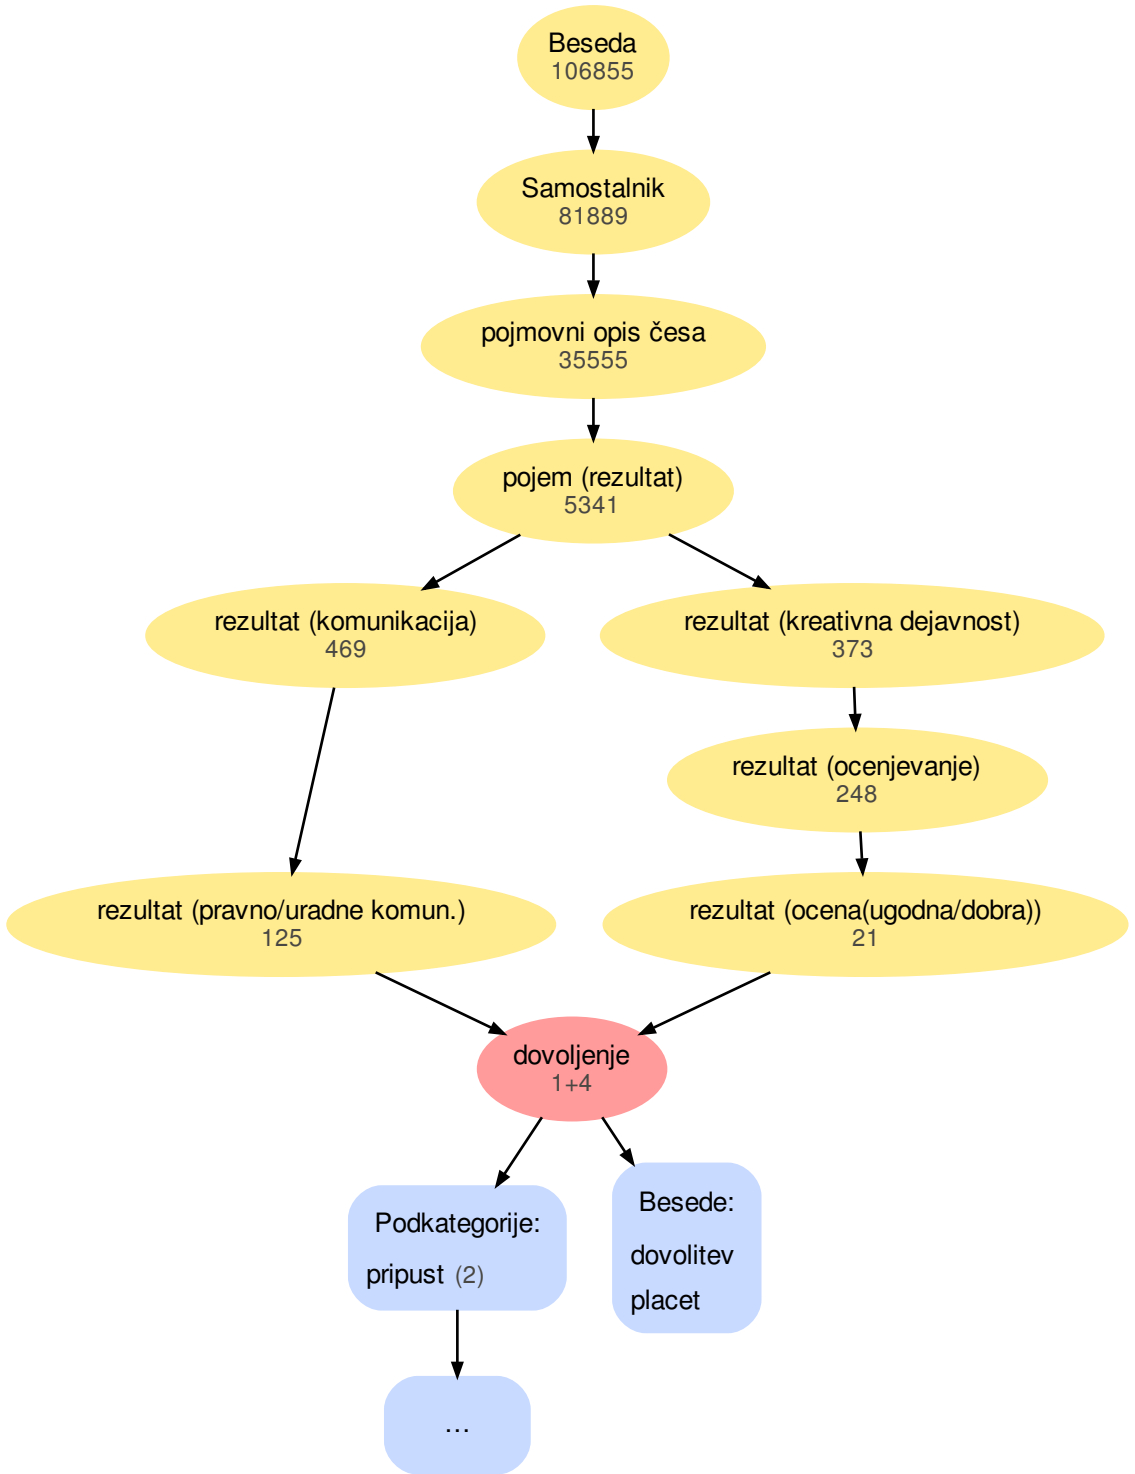 Beseda
106855
Samostalnik
81889
pojmovni opis česa
35555
pojem (rezultat)
5341
rezultat (komunikacija)
469
rezultat (kreativna dejavnost)
373
rezultat (ocenjevanje)
248
rezultat (pravno/uradne komun.)
125
rezultat (ocena(ugodna/dobra))
21
dovoljenje
1+4
Podkategorije:
pripust (2)
Besede:
dovolitev
placet
...